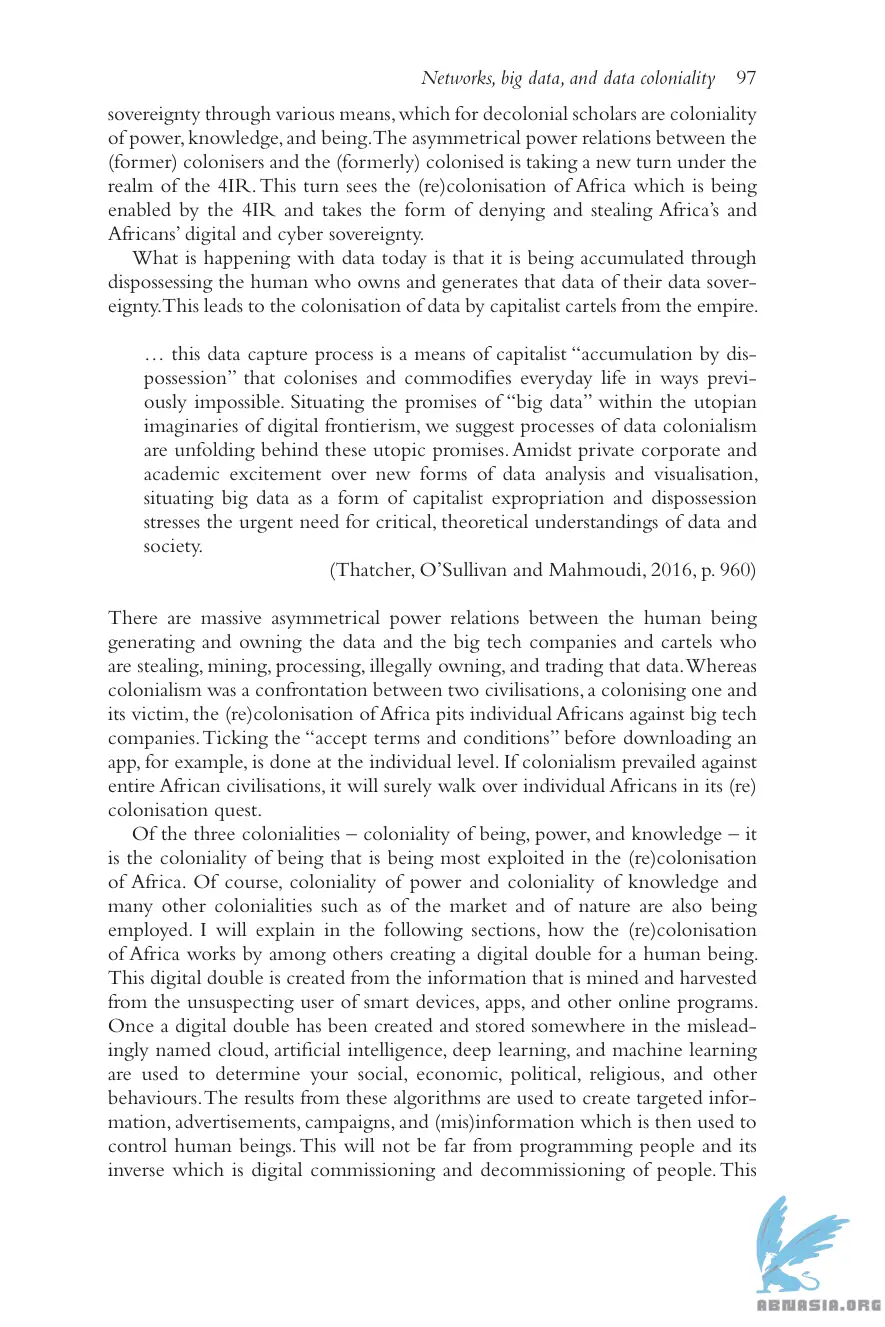 Networks, big data, and data coloniality 97
sovereignty through various means, which for decolonial scholars are coloniality
of power, knowledge, and being. The asymmetrical power relations between the
(former) colonisers and the (formerly) colonised is taking a new turn under the
realm of the 4IR. This turn sees the (re)colonisation of Africa which is being
enabled by the 4IR and takes the form of denying and stealing Africa's and
Africans' digital and cyber sovereignty.
What is happening with data today is that it is being accumulated through
dispossessing the human who owns and generates that data of their data sover-
eignty. This leads to the colonisation of data by capitalist cartels from the empire.
… this data capture process is a means of capitalist "accumulation by dis-
possession" that colonises and commodifies everyday life in ways previ-
ously impossible. Situating the promises of "big data" within the utopian
imaginaries of digital frontierism, we suggest processes of data colonialism
are unfolding behind these utopic promises. Amidst private corporate and
academic excitement over new forms of data analysis and visualisation,
situating big data as a form of capitalist expropriation and dispossession
stresses the urgent need for critical, theoretical understandings of data and
society.
(Thatcher, O'Sullivan and Mahmoudi, 2016, p. 960)
There are massive asymmetrical power relations between the human being
generating and owning the data and the big tech companies and cartels who
are stealing, mining, processing, illegally owning, and trading that data. Whereas
colonialism was a confrontation between two civilisations, a colonising one and
its victim, the (re)colonisation of Africa pits individual Africans against big tech
companies. Ticking the "accept terms and conditions" before downloading an
app, for example, is done at the individual level. If colonialism prevailed against
entire African civilisations, it will surely walk over individual Africans in its (re)
colonisation quest.
Of the three colonialities – coloniality of being, power, and knowledge – it
is the coloniality of being that is being most exploited in the (re)colonisation
of Africa. Of course, coloniality of power and coloniality of knowledge and
many other colonialities such as of the market and of nature are also being
employed. I will explain in the following sections, how the (re)colonisation
of Africa works by among others creating a digital double for a human being.
This digital double is created from the information that is mined and harvested
from the unsuspecting user of smart devices, apps, and other online programs.
Once a digital double has been created and stored somewhere in the mislead-
ingly named cloud, artificial intelligence, deep learning, and machine learning
are used to determine your social, economic, political, religious, and other
behaviours. The results from these algorithms are used to create targeted infor-
mation, advertisements, campaigns, and (mis)information which is then used to
control human beings. This will not be far from programming people and its
inverse which is digital commissioning and decommissioning of people. This
ABNASIA.ORG